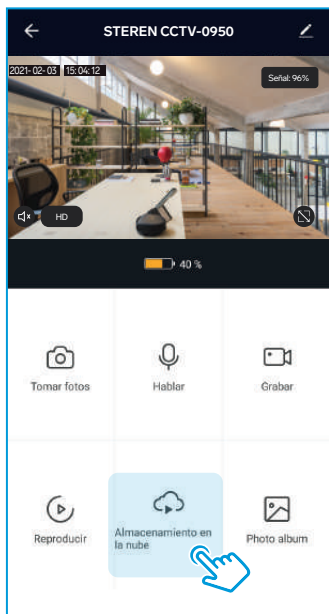 STEREN CCTV-0950
2021-02-03 15:04:12
Señal: 96%
HD
40 %
Tomar fotos
Hablar
Grabar
Reproducir
Almacenamiento en
la nube
Photo album